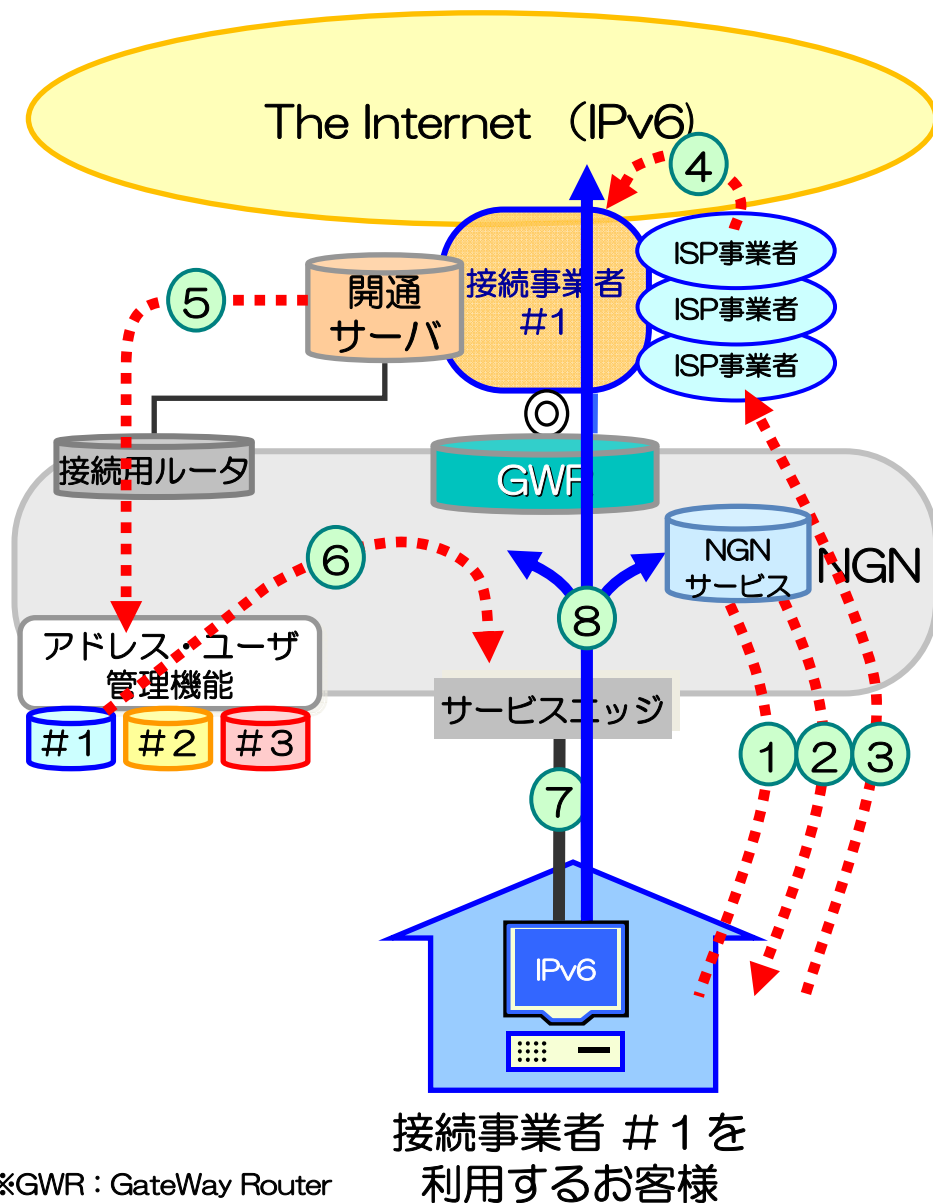 The Internet （IPv6)
④
ISP事業者
ISP事業者
ISP事業者
接続事業者
#1
開通
サーバ
⑤
接続用ルータ
GWR
NGN
サービス
NGN
⑥
⑧
アドレス・ユーザ
管理機能
サービスエッジ
＃1
＃2
＃3
①②③
⑦
IPv6
接続事業者 ＃１を
利用するお客様
※GWR：GateWay Router